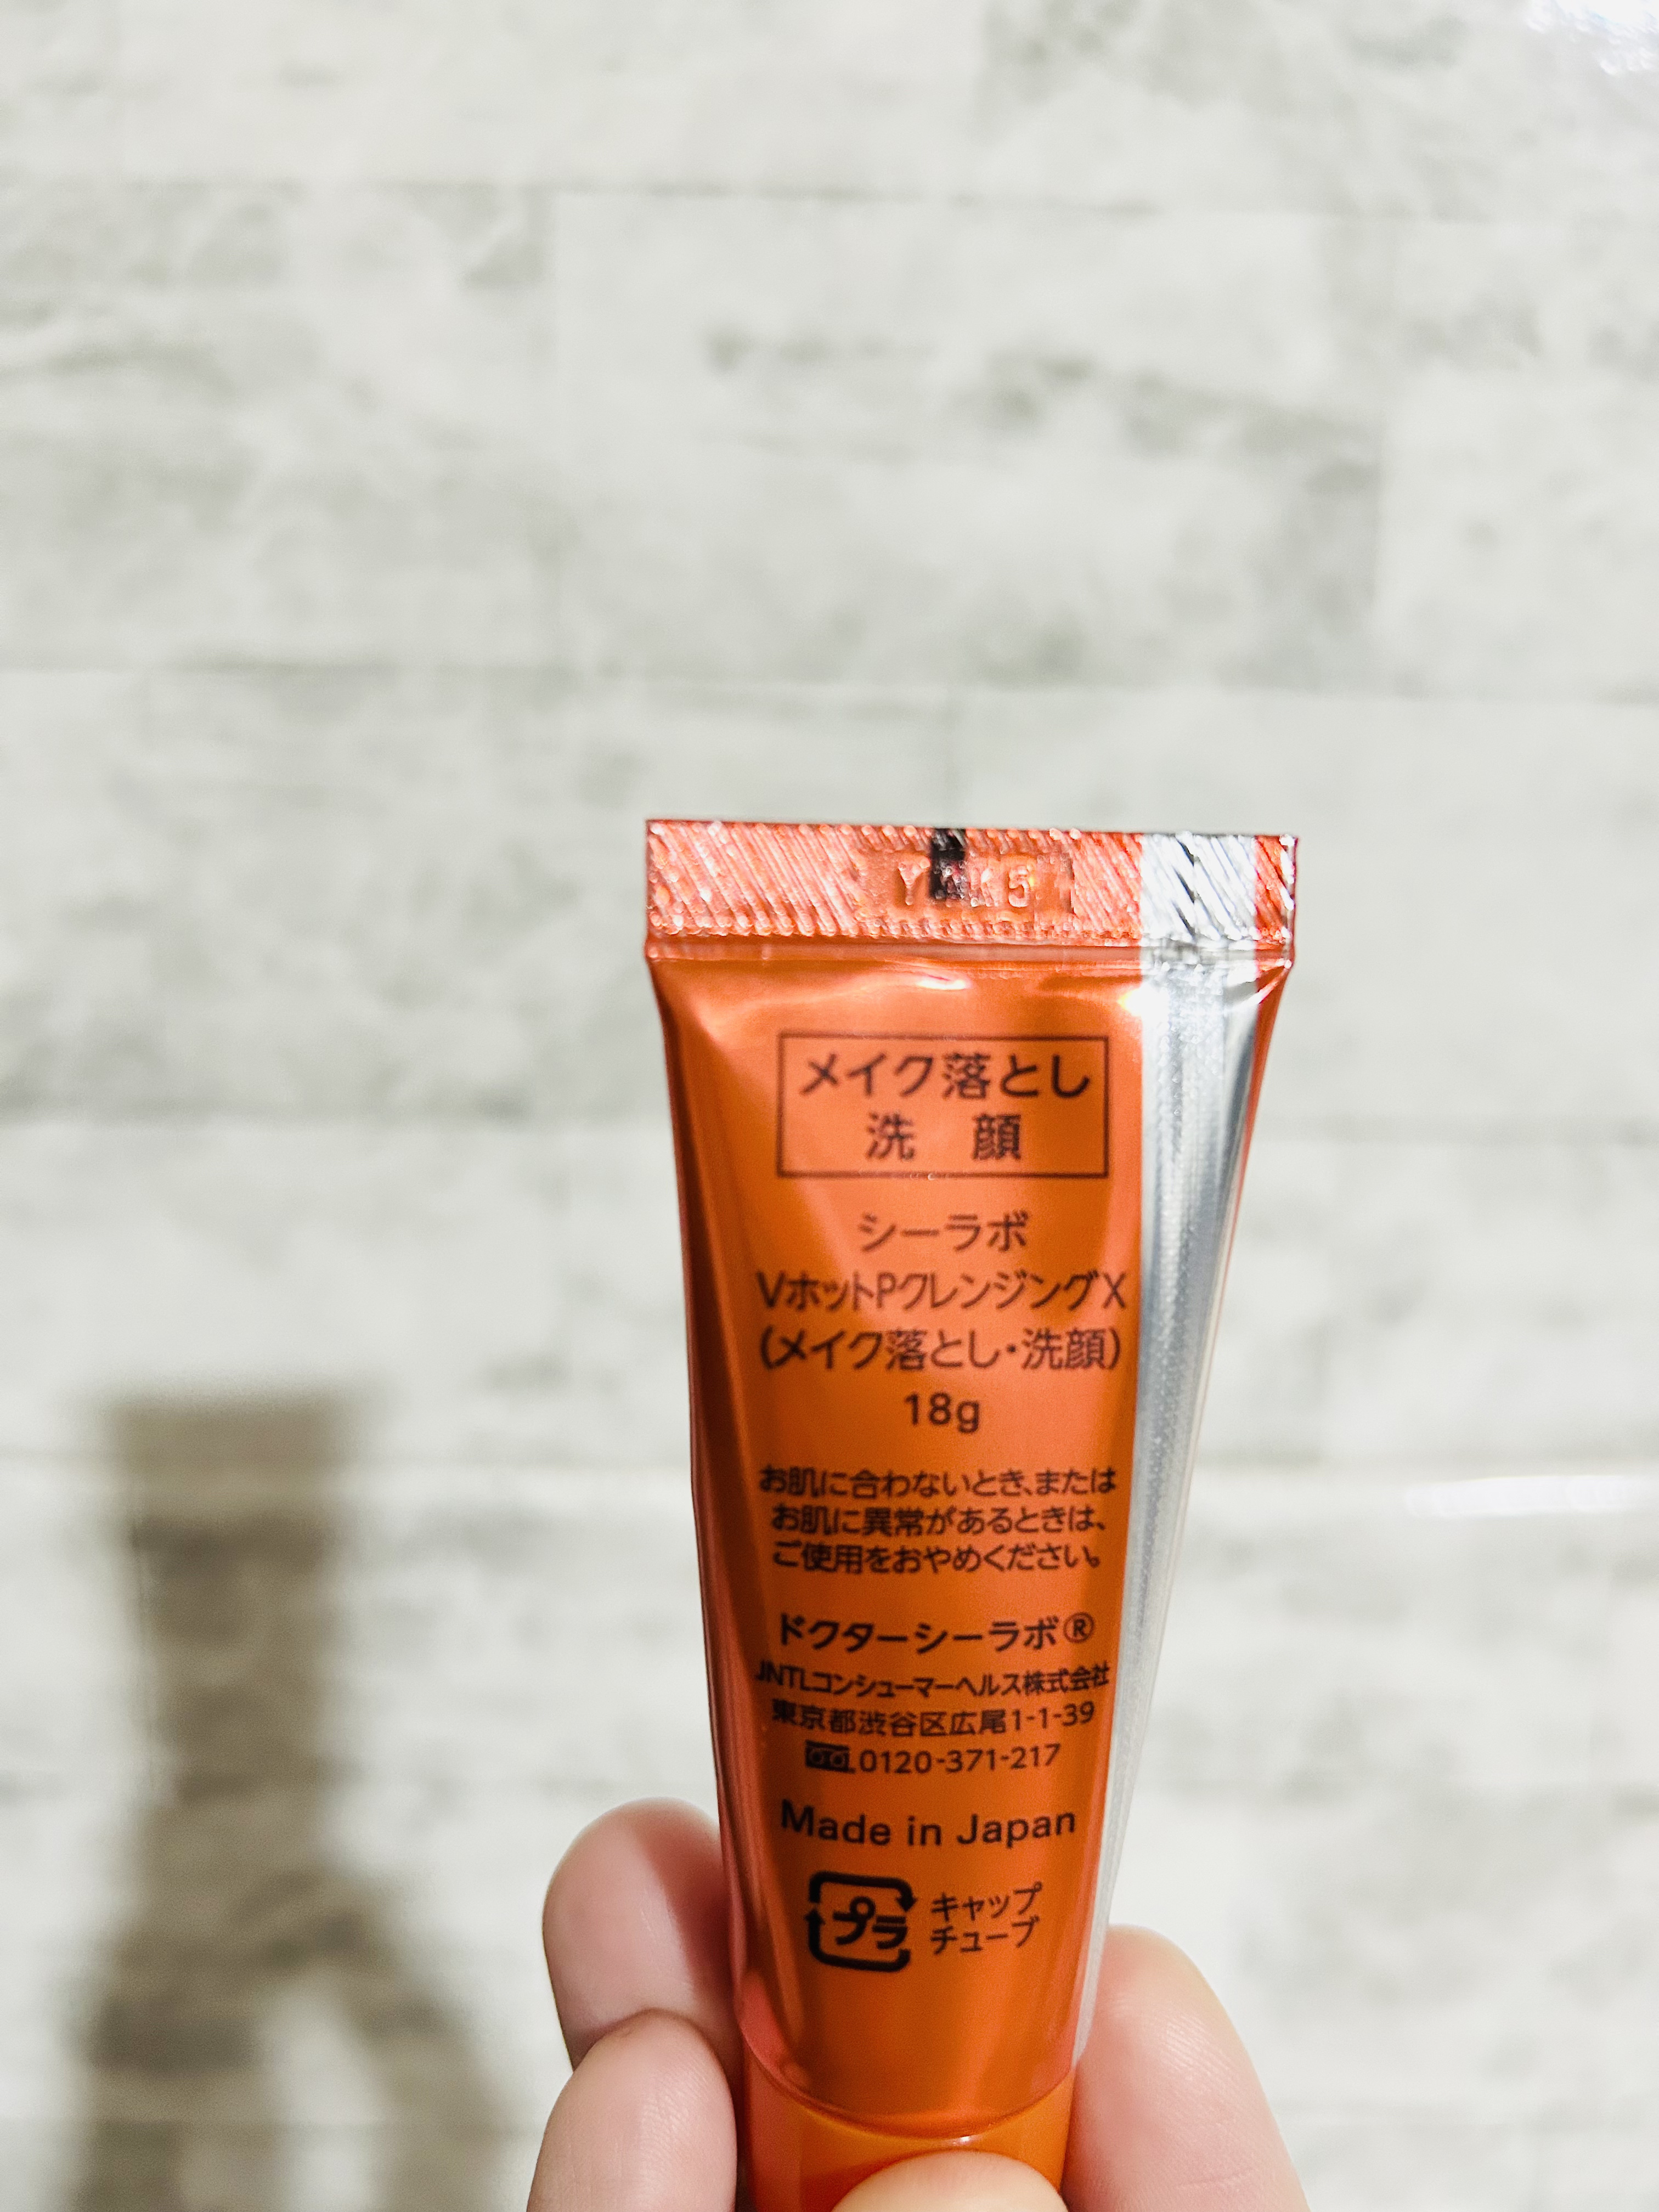 メイク落とし
洗 顔
シーラボ
VホットPクレンジングX
(メイク落とし・洗顔)
18g
お肌に合わないとき、または
お肌に異常があるときは、
ご使用をおやめください。
ドクターシーラボ®
JNTLコンシューマーヘルス株式会社
東京都渋谷区広尾1-1-39
0120-371-217
Made in Japan
プラ キャップ
チューブ